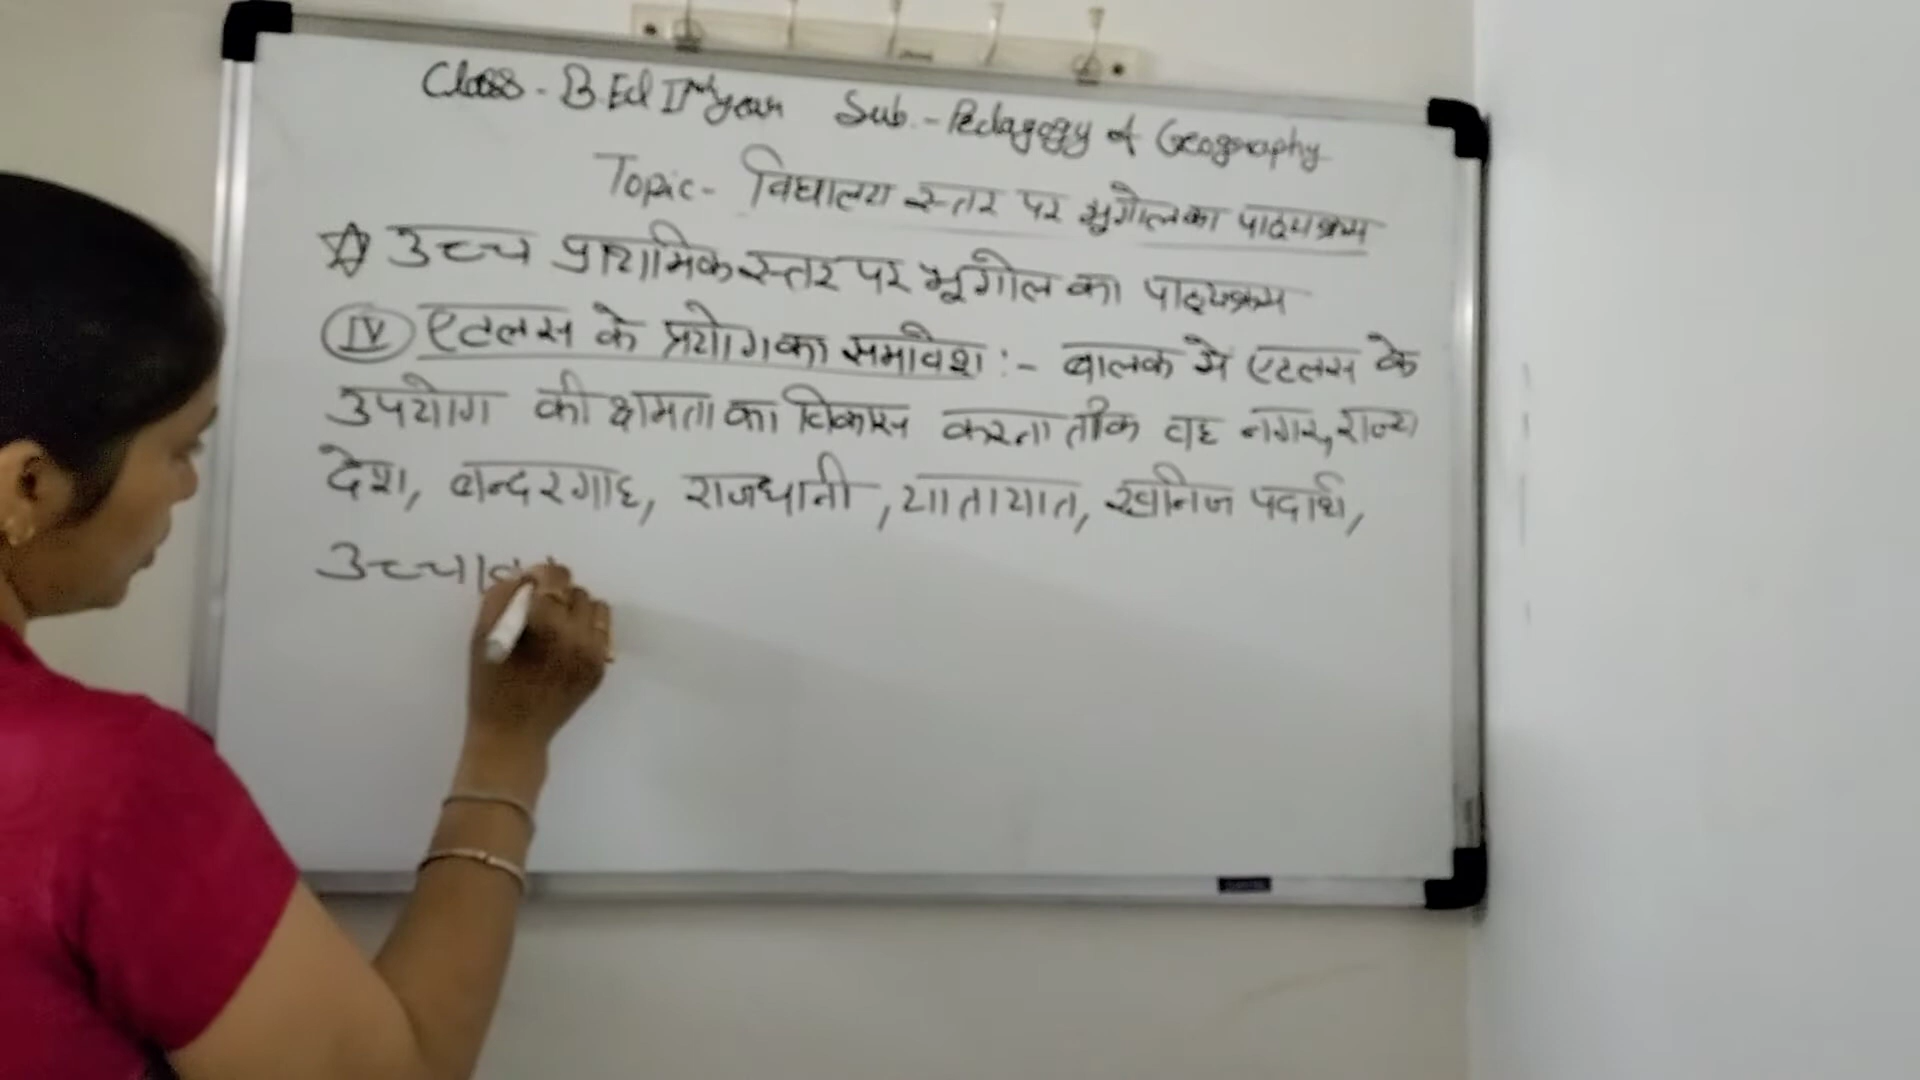 Class - B.Ed IInd year Sub. - Pedagogy of Geography
Topic - विद्यालय स्तर पर भूगोल का पाठ्यक्रम
☆ उच्च प्राथमिक स्तर पर भूगोल का पाठ्यक्रम
IV एटलस के प्रयोग का समावेश :- बालक मे एटलस के
उपयोग की क्षमता का विकास करना ताकि वह नगर, राज्य
देश, बन्दरगाह, राजधानी, यातायात, खनिज पदार्थ,
उच्चाव